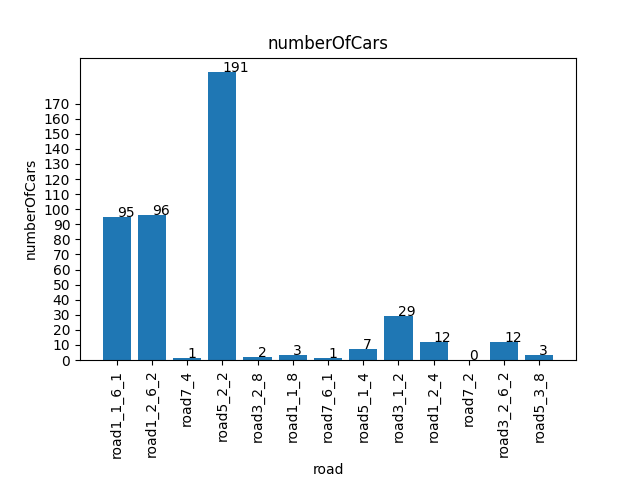 numberOfCars
numberOfCars
170
160
150
140
130
120
110
100
90
80
70
60
50
40
30
20
10
0
95
96
1
191
2
3
1
7
29
12
0
12
3
road1_1_6_1
road1_2_6_2
road7_4
road5_2_2
road3_2_8
road1_1_8
road7_6_1
road5_1_4
road3_1_2
road1_2_4
road7_2
road3_2_6_2
road5_3_8
road